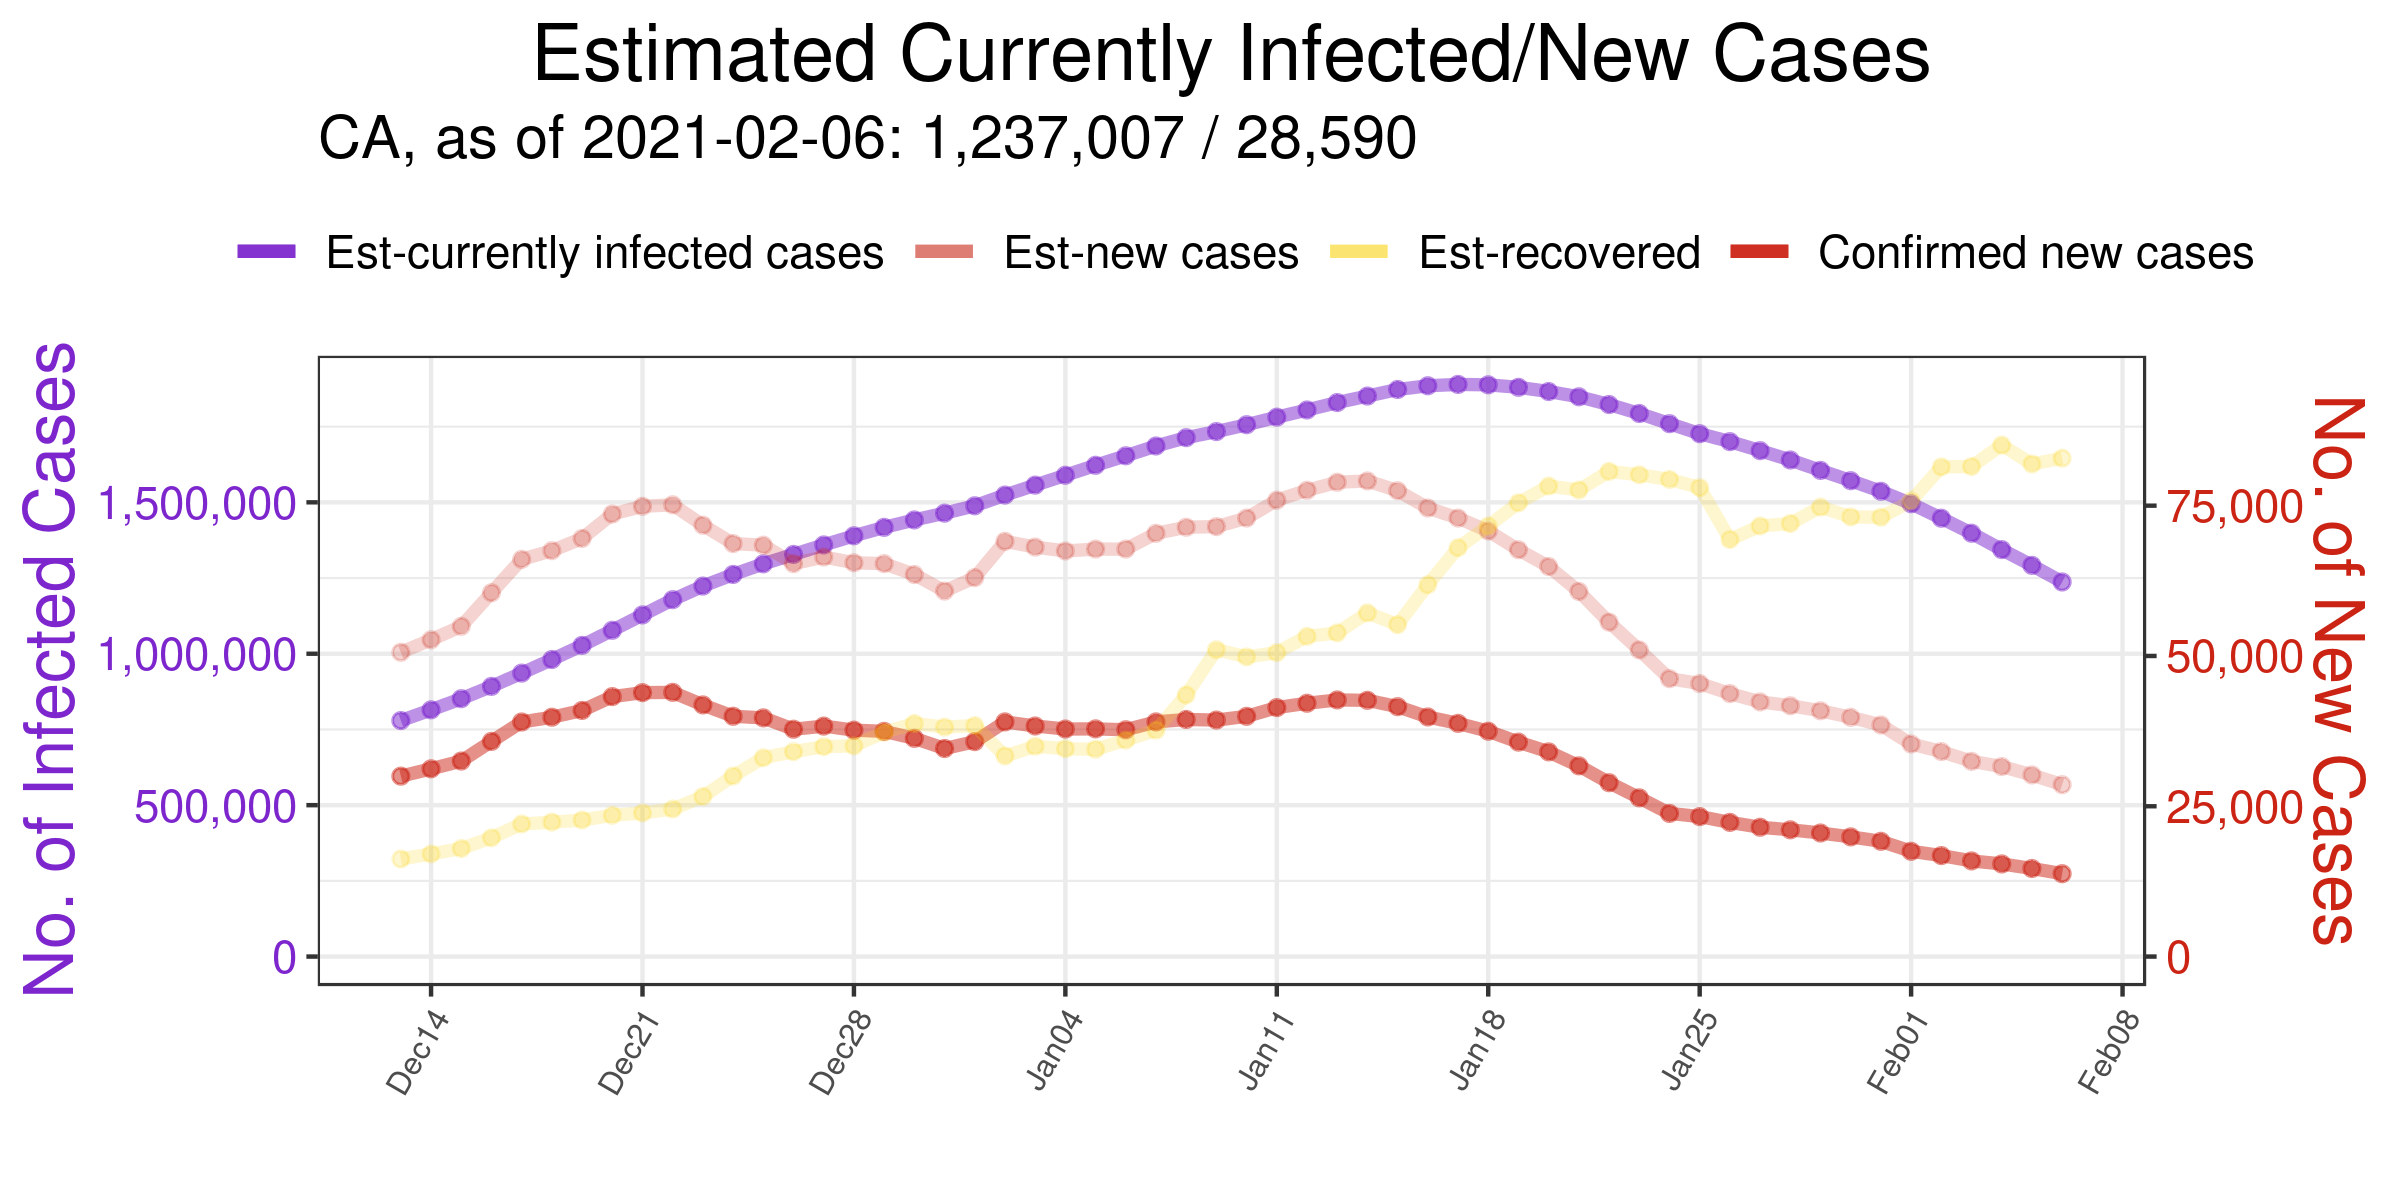 Estimated Currently Infected/New Cases
CA, as of 2021-02-06: 1,237,007 / 28,590
Est-currently infected cases Est-new cases Est-recovered Confirmed new cases
No. of Infected Cases
1,500,000
1,000,000
500,000
0
75,000
50,000
25,000
0
No. of New Cases
Dec14 Dec21 Dec28 Jan04 Jan11 Jan18 Jan25 Feb01 Feb08